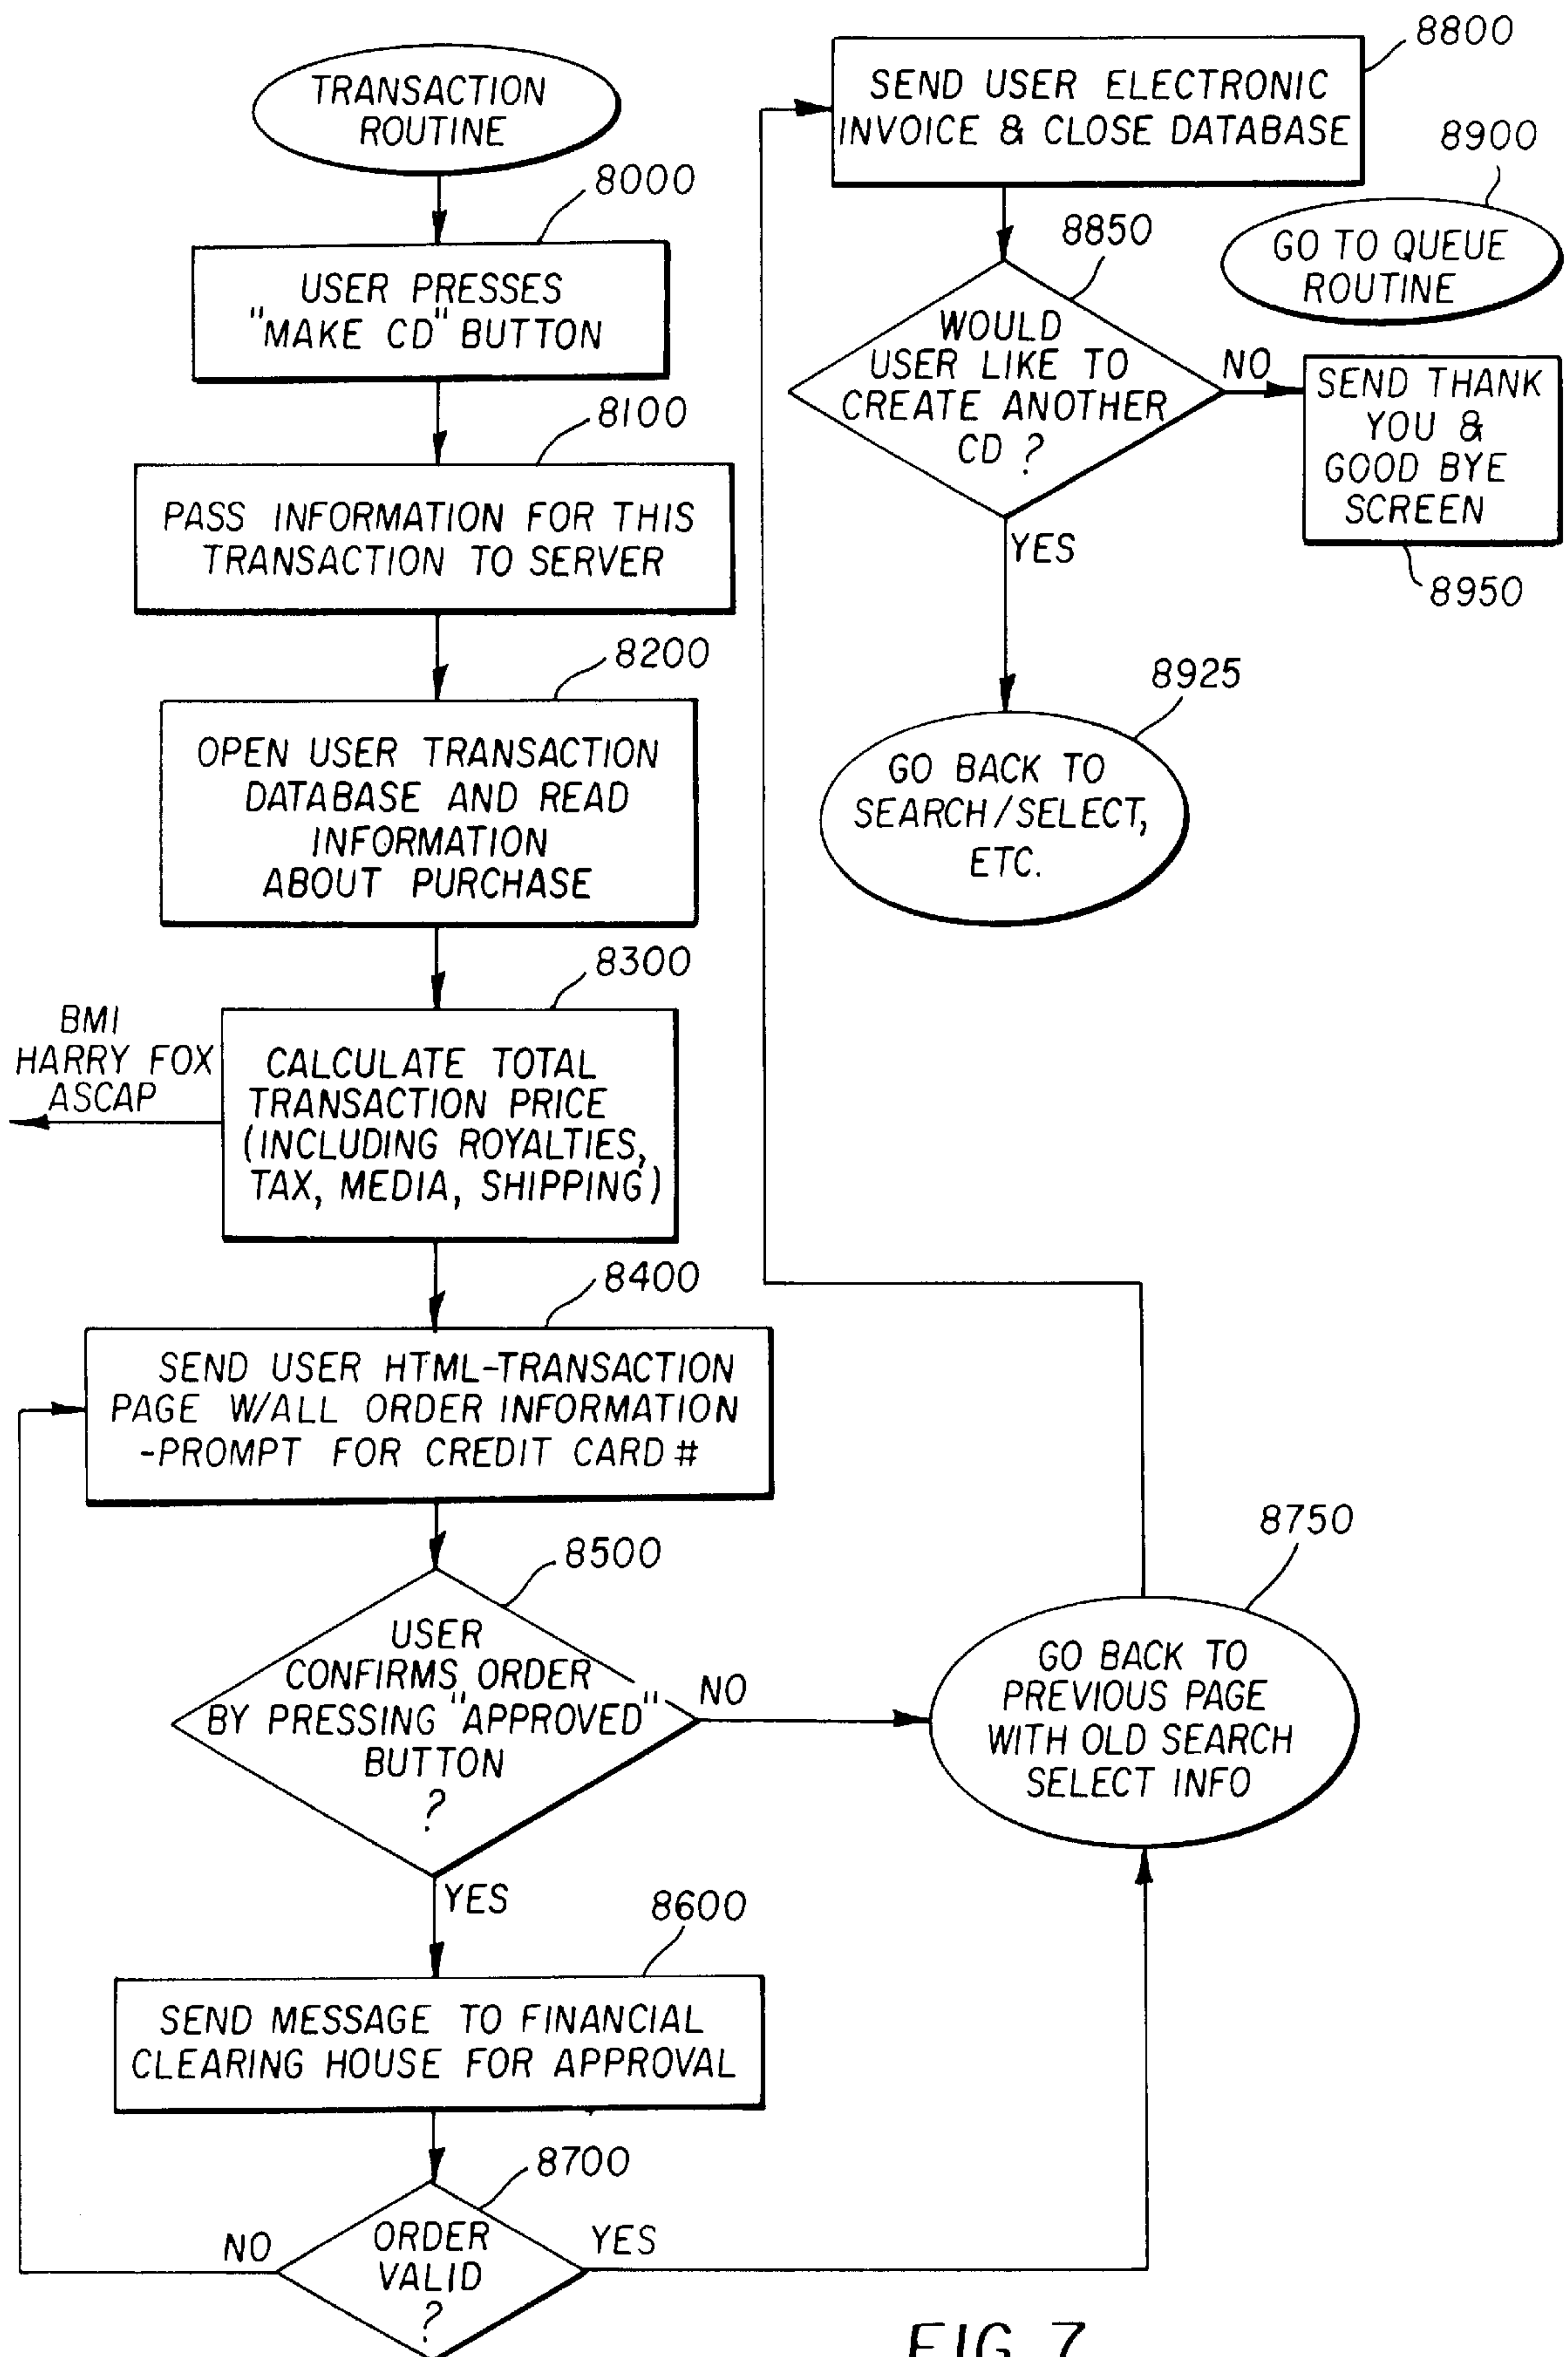 TRANSACTION
ROUTINE
8000
USER PRESSES
"MAKE CD" BUTTON
8100
PASS INFORMATION FOR THIS
TRANSACTION TO SERVER
8200
OPEN USER TRANSACTION
DATABASE AND READ
INFORMATION
ABOUT PURCHASE
8300
BMI
HARRY FOX
ASCAP
CALCULATE TOTAL
TRANSACTION PRICE
(INCLUDING ROYALTIES,
TAX, MEDIA, SHIPPING)
8400
SEND USER HTML-TRANSACTION
PAGE W/ALL ORDER INFORMATION
-PROMPT FOR CREDIT CARD #
8500
USER
CONFIRMS ORDER
BY PRESSING "APPROVED"
BUTTON
?
NO
YES
8600
SEND MESSAGE TO FINANCIAL
CLEARING HOUSE FOR APPROVAL
8700
ORDER
VALID
?
NO
YES
8750
GO BACK TO
PREVIOUS PAGE
WITH OLD SEARCH
SELECT INFO
8800
SEND USER ELECTRONIC
INVOICE & CLOSE DATABASE
8850
WOULD
USER LIKE TO
CREATE ANOTHER
CD ?
NO
YES
8900
GO TO QUEUE
ROUTINE
SEND THANK
YOU &
GOOD BYE
SCREEN
8950
8925
GO BACK TO
SEARCH/SELECT,
ETC.
FIG. 7